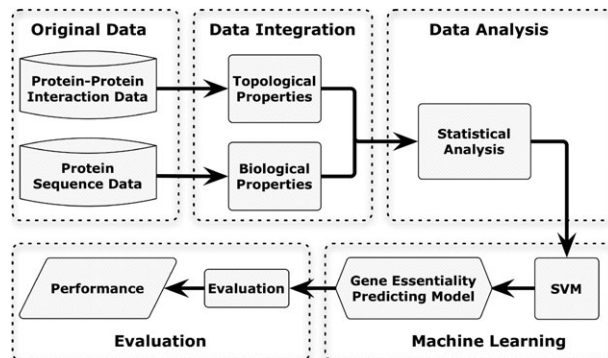 Original Data
Data Integration
Data Analysis
Protein-Protein
Interaction Data
Topological
Properties
Statistical
Analysis
Protein
Sequence Data
Biological
Properties
Performance
Evaluation
Gene Essentiality
Predicting Model
SVM
Evaluation
Machine Learning